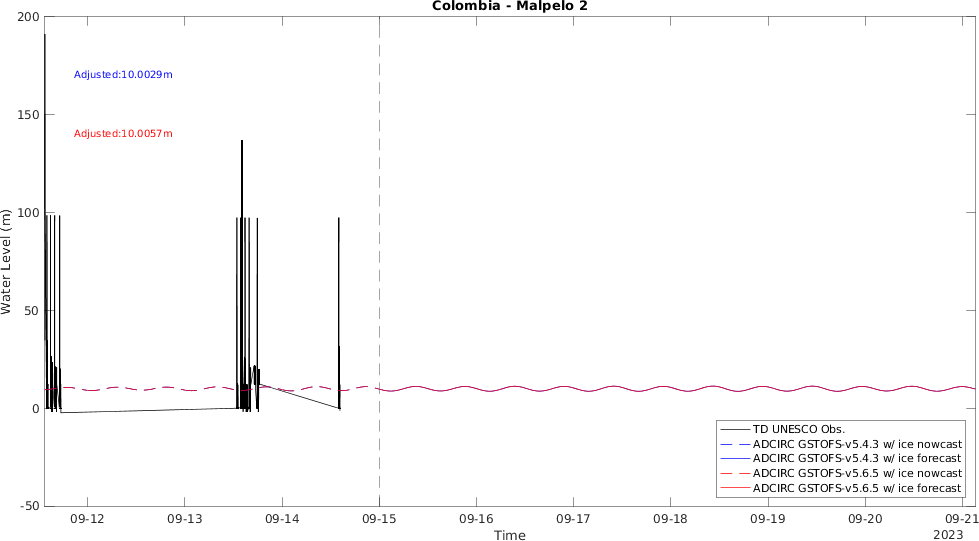 Colombia - Malpelo 2
200
150
100
50
0
-50
Water Level (m)
Adjusted:10.0029m
Adjusted:10.0057m
TD UNESCO Obs.
ADCIRC GSTOFS-v5.4.3 w/ ice nowcast
ADCIRC GSTOFS-v5.4.3 w/ ice forecast
ADCIRC GSTOFS-v5.6.5 w/ ice nowcast
ADCIRC GSTOFS-v5.6.5 w/ ice forecast
09-12 09-13 09-14 09-15 09-16 09-17 09-18 09-19 09-20 09-21
Time
2023